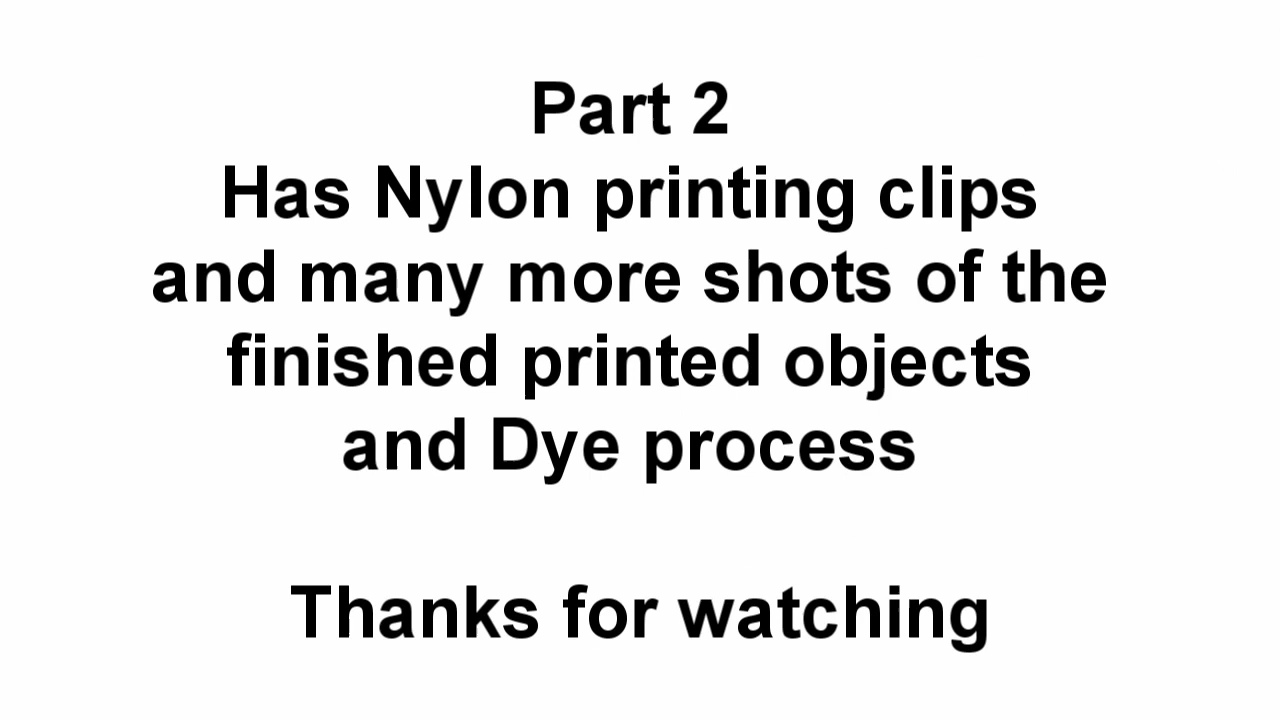 Part 2
Has Nylon printing clips
and many more shots of the
finished printed objects
and Dye process
Thanks for watching